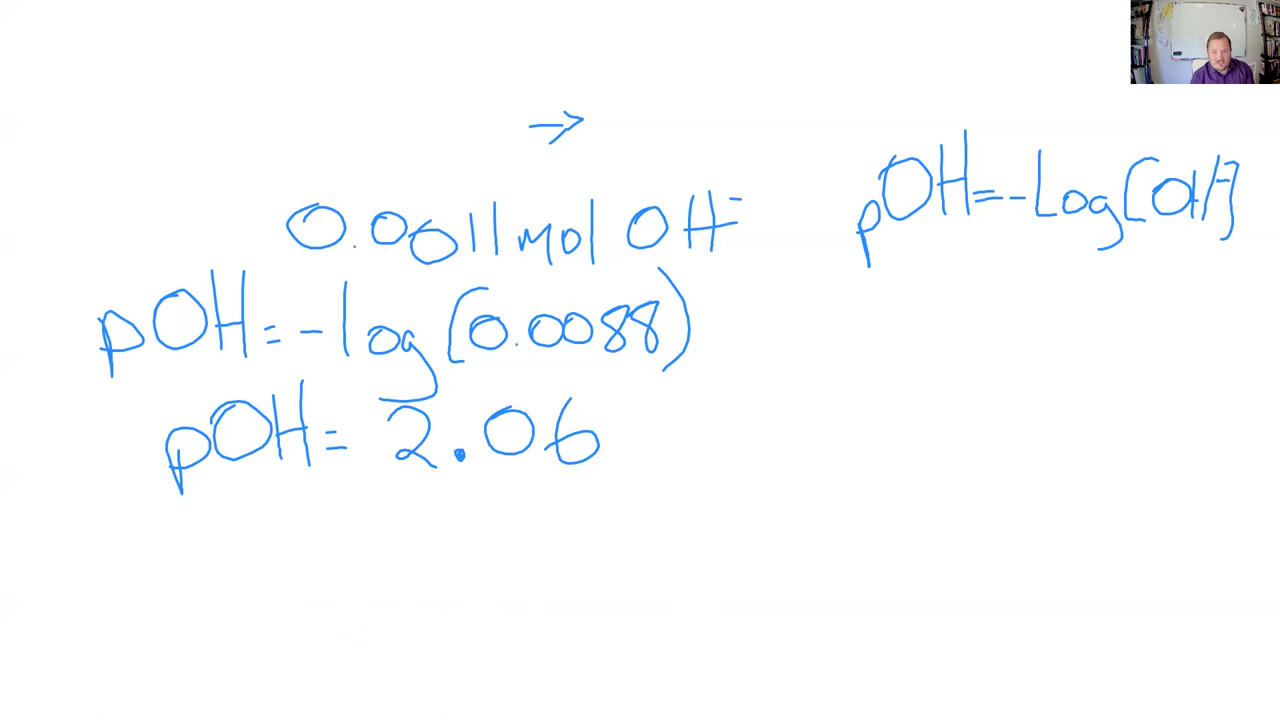 →
0.0011 mol OH⁻
pOH = -Log[OH⁻]
pOH = -log(0.0088)
pOH = 2.06